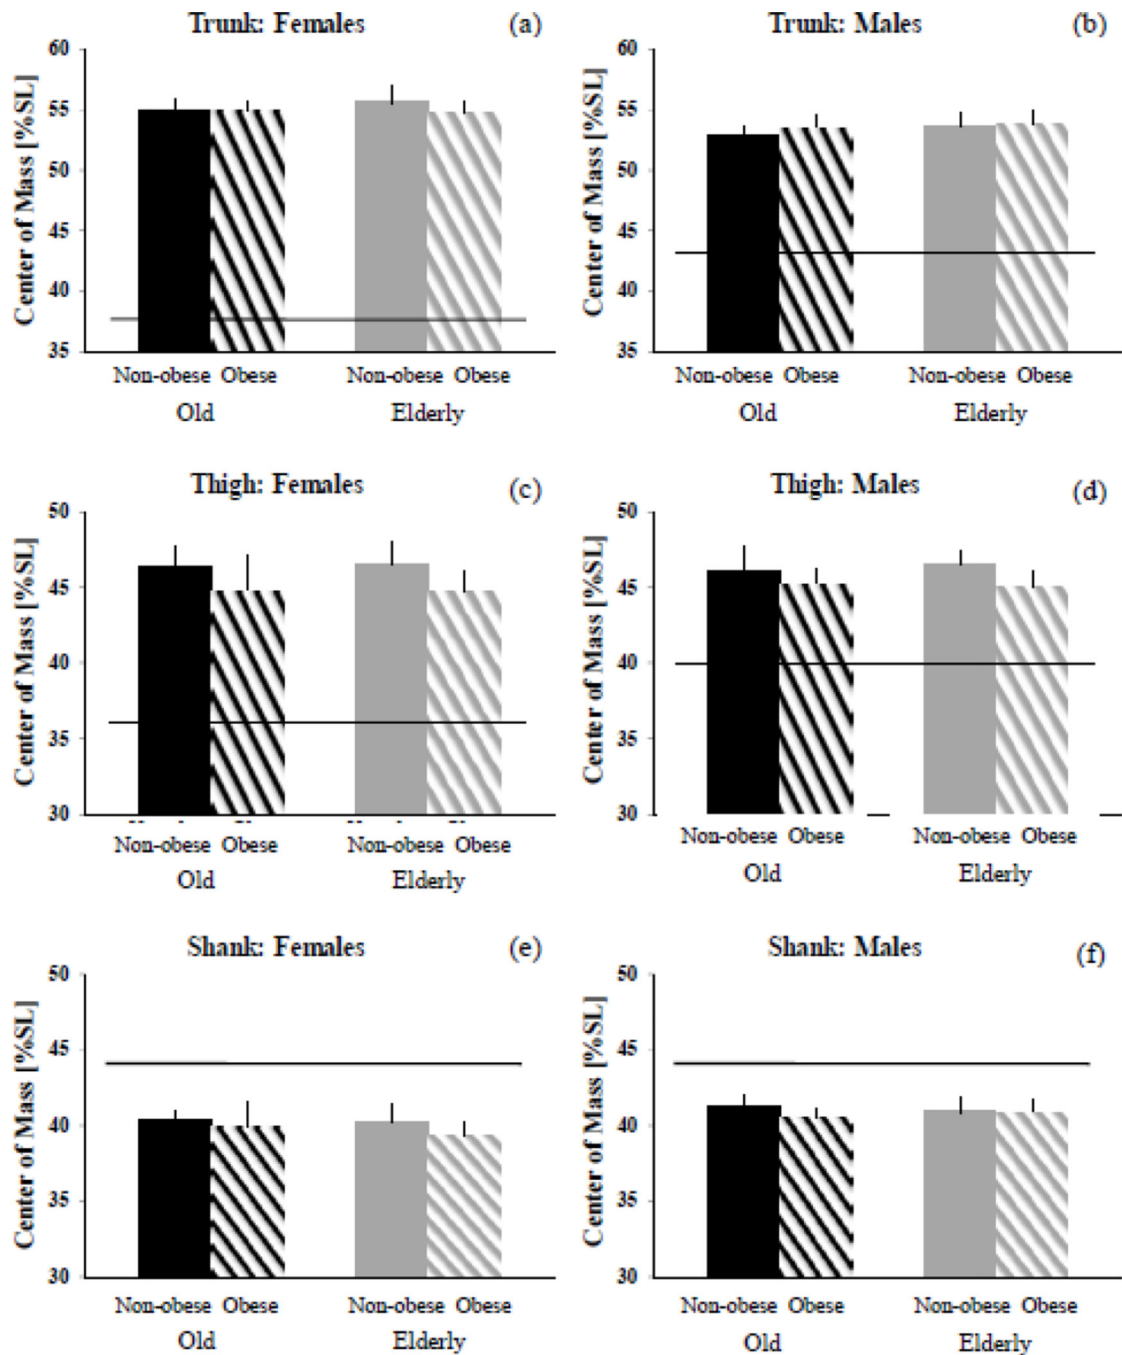 Trunk: Females (a)
Center of Mass [%SL]
60
55
50
45
40
35
Non-obese Obese Non-obese Obese
Old Elderly
Trunk: Males (b)
Center of Mass [%SL]
60
55
50
45
40
35
Non-obese Obese Non-obese Obese
Old Elderly
Thigh: Females (c)
Center of Mass [%SL]
50
45
40
35
30
Non-obese Obese Non-obese Obese
Old Elderly
Thigh: Males (d)
Center of Mass [%SL]
50
45
40
35
30
Non-obese Obese Non-obese Obese
Old Elderly
Shank: Females (e)
Center of Mass [%SL]
50
45
40
35
30
Non-obese Obese Non-obese Obese
Old Elderly
Shank: Males (f)
Center of Mass [%SL]
50
45
40
35
30
Non-obese Obese Non-obese Obese
Old Elderly